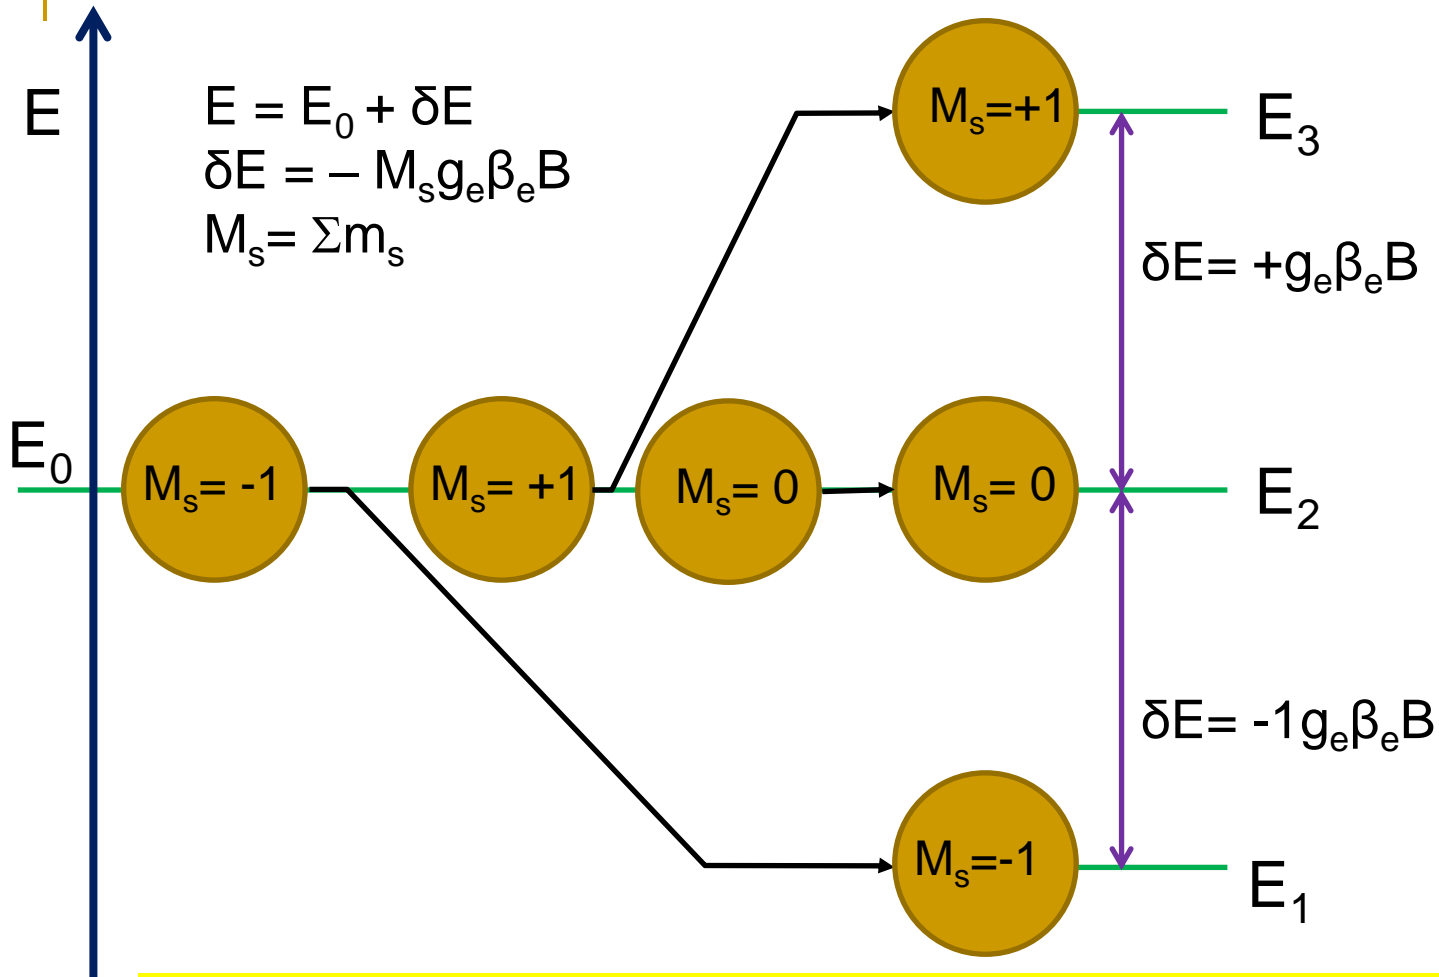 E
E = E₀ + δE
δE = – MₛgₑβₑB
Mₛ= Σmₛ
Mₛ=+1
E₃
δE= +gₑβₑB
E₀
Mₛ= -1
Mₛ= +1
Mₛ= 0
Mₛ= 0
E₂
δE= -1gₑβₑB
Mₛ=-1
E₁